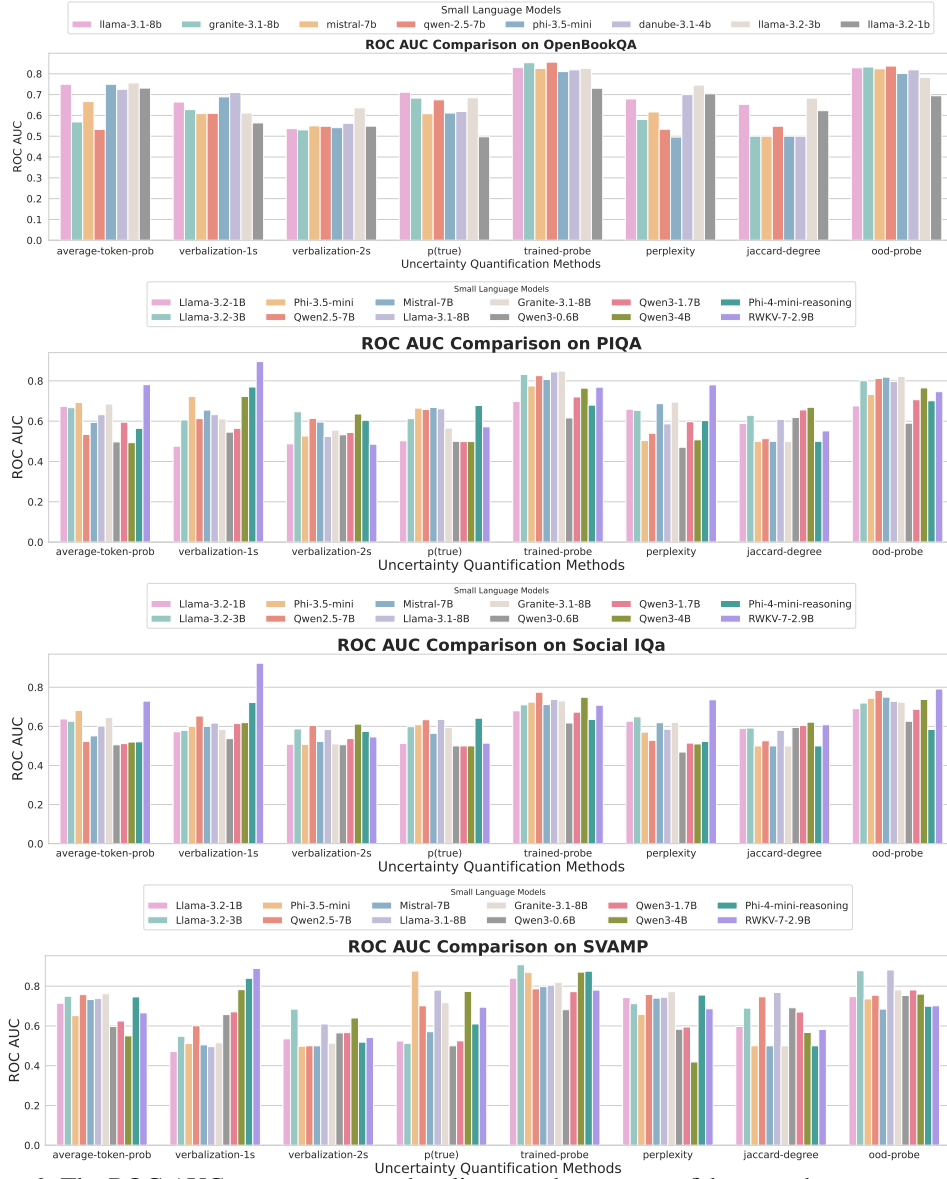 Small Language Models
llama-3.1-8b granite-3.1-8b mistral-7b qwen-2.5-7b phi-3.5-mini danube-3.1-4b llama-3.2-3b llama-3.2-1b
ROC AUC Comparison on OpenBookQA
ROC AUC
0.8
0.7
0.6
0.5
0.4
0.3
0.2
0.1
0.0
average-token-prob verbalization-1s verbalization-2s p(true) trained-probe perplexity jaccard-degree ood-probe
Uncertainty Quantification Methods
Small Language Models
Llama-3.2-1B Phi-3.5-mini Mistral-7B Granite-3.1-8B Qwen3-1.7B Phi-4-mini-reasoning
Llama-3.2-3B Qwen2.5-7B Llama-3.1-8B Qwen3-0.6B Qwen3-4B RWKV-7-2.9B
ROC AUC Comparison on PIQA
ROC AUC
0.8
0.6
0.4
0.2
0.0
average-token-prob verbalization-1s verbalization-2s p(true) trained-probe perplexity jaccard-degree ood-probe
Uncertainty Quantification Methods
Small Language Models
Llama-3.2-1B Phi-3.5-mini Mistral-7B Granite-3.1-8B Qwen3-1.7B Phi-4-mini-reasoning
Llama-3.2-3B Qwen2.5-7B Llama-3.1-8B Qwen3-0.6B Qwen3-4B RWKV-7-2.9B
ROC AUC Comparison on Social IQa
ROC AUC
0.8
0.6
0.4
0.2
0.0
average-token-prob verbalization-1s verbalization-2s p(true) trained-probe perplexity jaccard-degree ood-probe
Uncertainty Quantification Methods
Small Language Models
Llama-3.2-1B Phi-3.5-mini Mistral-7B Granite-3.1-8B Qwen3-1.7B Phi-4-mini-reasoning
Llama-3.2-3B Qwen2.5-7B Llama-3.1-8B Qwen3-0.6B Qwen3-4B RWKV-7-2.9B
ROC AUC Comparison on SVAMP
ROC AUC
0.8
0.6
0.4
0.2
0.0
average-token-prob verbalization-1s verbalization-2s p(true) trained-probe perplexity jaccard-degree ood-probe
Uncertainty Quantification Methods
The ROC AUC